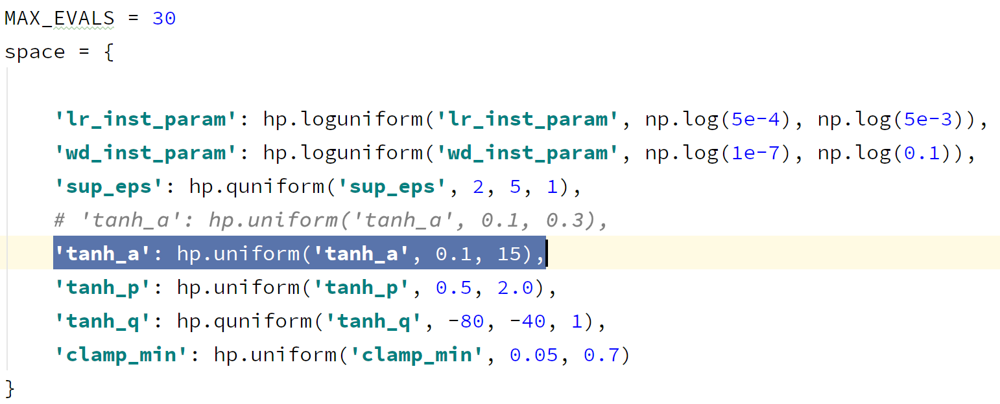 MAX_EVALS = 30
space = {
'lr_inst_param': hp.loguniform('lr_inst_param', np.log(5e-4), np.log(5e-3)),
'wd_inst_param': hp.loguniform('wd_inst_param', np.log(1e-7), np.log(0.1)),
'sup_eps': hp.quniform('sup_eps', 2, 5, 1),
# 'tanh_a': hp.uniform('tanh_a', 0.1, 0.3),
'tanh_a': hp.uniform('tanh_a', 0.1, 15),
'tanh_p': hp.uniform('tanh_p', 0.5, 2.0),
'tanh_q': hp.quniform('tanh_q', -80, -40, 1),
'clamp_min': hp.uniform('clamp_min', 0.05, 0.7)
}